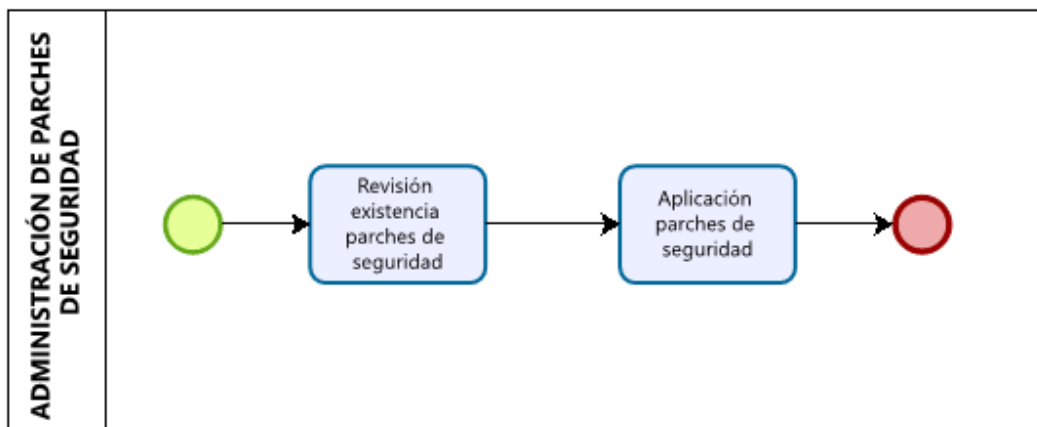 ADMINISTRACIÓN DE PARCHES
DE SEGURIDAD
Revisión
existencia
parches de
seguridad
Aplicación
parches de
seguridad